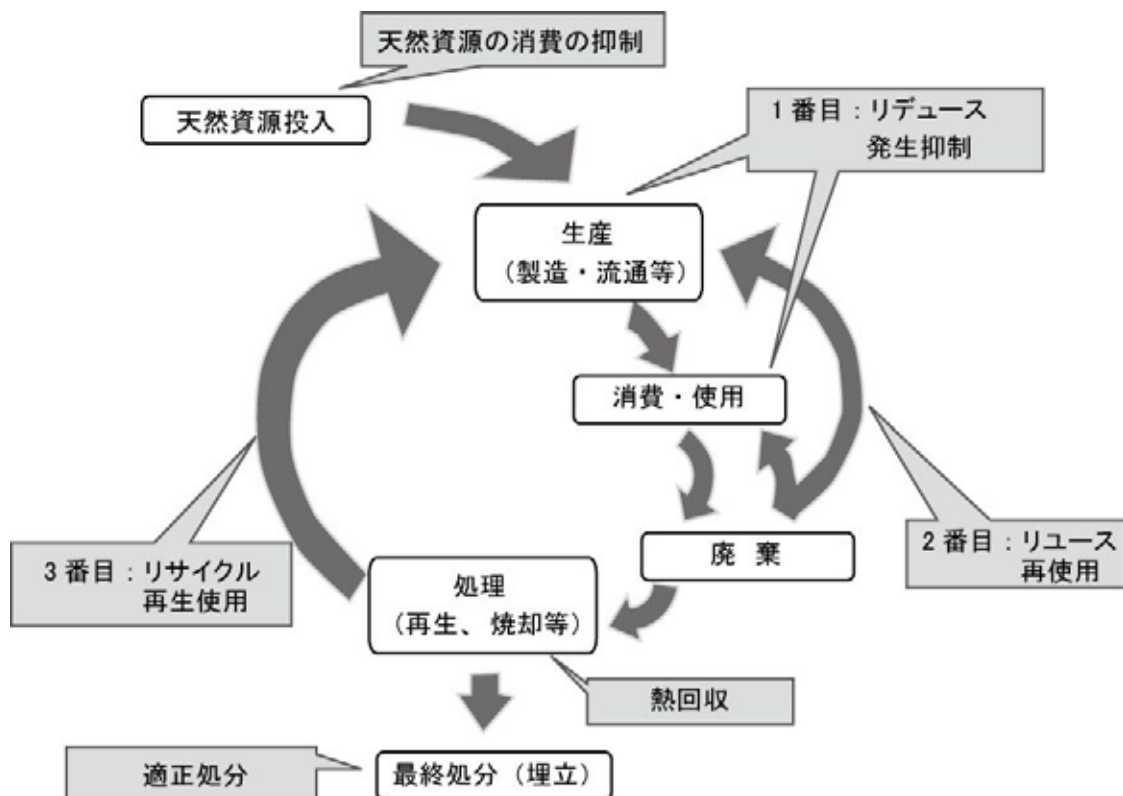 天然資源の消費の抑制
天然資源投入
1番目:リデュース
発生抑制
生産
(製造・流通等)
消費・使用
廃 棄
2番目:リユース
再使用
3番目:リサイクル
再生使用
処理
(再生、焼却等)
熱回収
適正処分
最終処分(埋立)